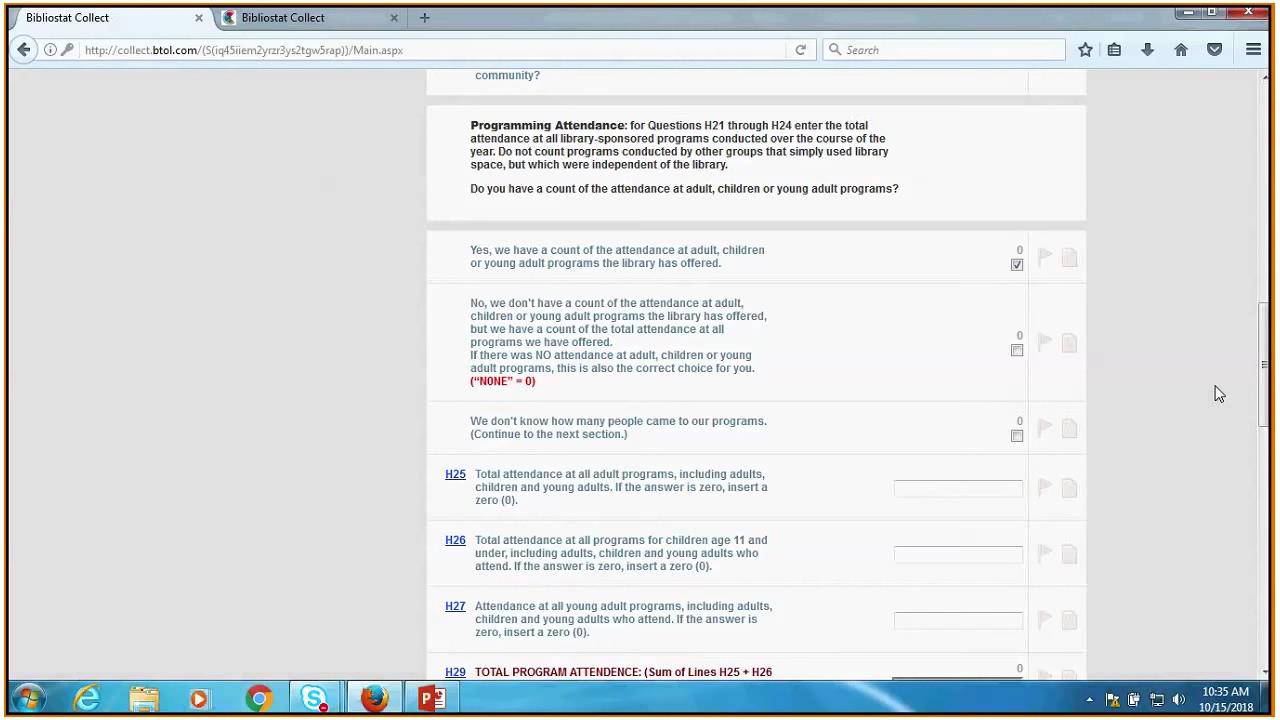 Bibliostat Collect
Bibliostat Collect
http://collect.btol.com/(S(iq45iiem2yrzr3ys2tgw5rap))/Main.aspx
Search
community?
Programming Attendance: for Questions H21 through H24 enter the total
attendance at all library-sponsored programs conducted over the course of the
year. Do not count programs conducted by other groups that simply used library
space, but which were independent of the library.
Do you have a count of the attendance at adult, children or young adult programs?
Yes, we have a count of the attendance at adult, children
or young adult programs the library has offered.
0
No, we don't have a count of the attendance at adult,
children or young adult programs the library has offered,
but we have a count of the total attendance at all
programs we have offered.
If there was NO attendance at adult, children or young
adult programs, this is also the correct choice for you.
("NONE" = 0)
0
We don't know how many people came to our programs.
(Continue to the next section.)
0
H25 Total attendance at all adult programs, including adults,
children and young adults. If the answer is zero, insert a
zero (0).
H26 Total attendance at all programs for children age 11 and
under, including adults, children and young adults who
attend. If the answer is zero, insert a zero (0).
H27 Attendance at all young adult programs, including adults,
children and young adults who attend. If the answer is
zero, insert a zero (0).
H29 TOTAL PROGRAM ATTENDENCE: (Sum of Lines H25 + H26
0
10:35 AM
10/15/2018